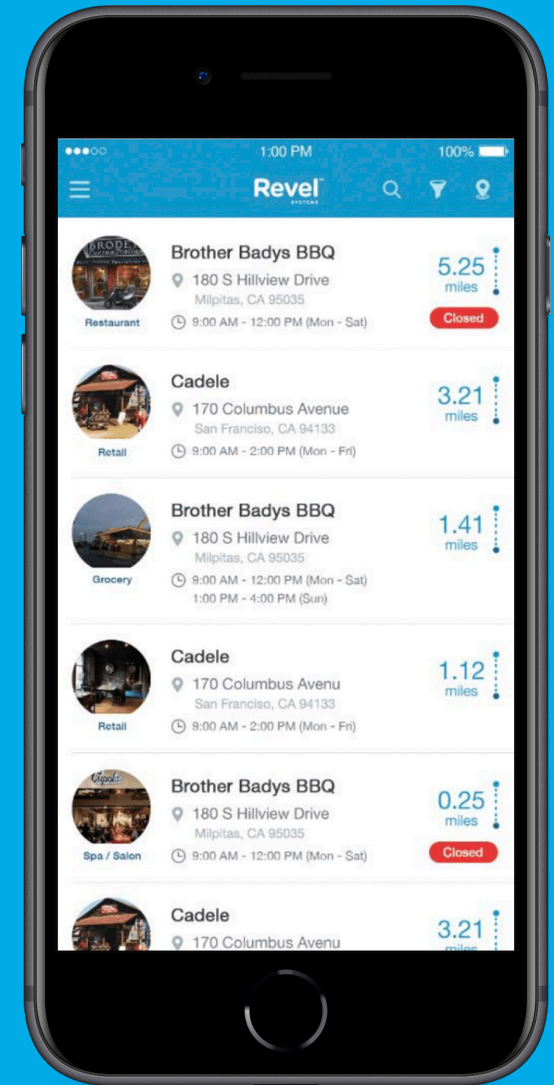 1:00 PM
100%
Revel
SYSTEMS
Brother Badys BBQ
180 S Hillview Drive
Milpitas, CA 95035
9:00 AM - 12:00 PM (Mon - Sat)
Restaurant
5.25
miles
Closed
Cadele
170 Columbus Avenue
San Franciso, CA 94133
9:00 AM - 2:00 PM (Mon - Fri)
Retail
3.21
miles
Brother Badys BBQ
180 S Hillview Drive
Milpitas, CA 95035
9:00 AM - 12:00 PM (Mon - Sat)
1:00 PM - 4:00 PM (Sun)
Grocery
1.41
miles
Cadele
170 Columbus Avenu
San Franciso, CA 94133
9:00 AM - 2:00 PM (Mon - Fri)
Retail
1.12
miles
Brother Badys BBQ
180 S Hillview Drive
Milpitas, CA 95035
9:00 AM - 12:00 PM (Mon - Sat)
Spa / Salon
0.25
miles
Closed
Cadele
170 Columbus Avenu
3.21
miles